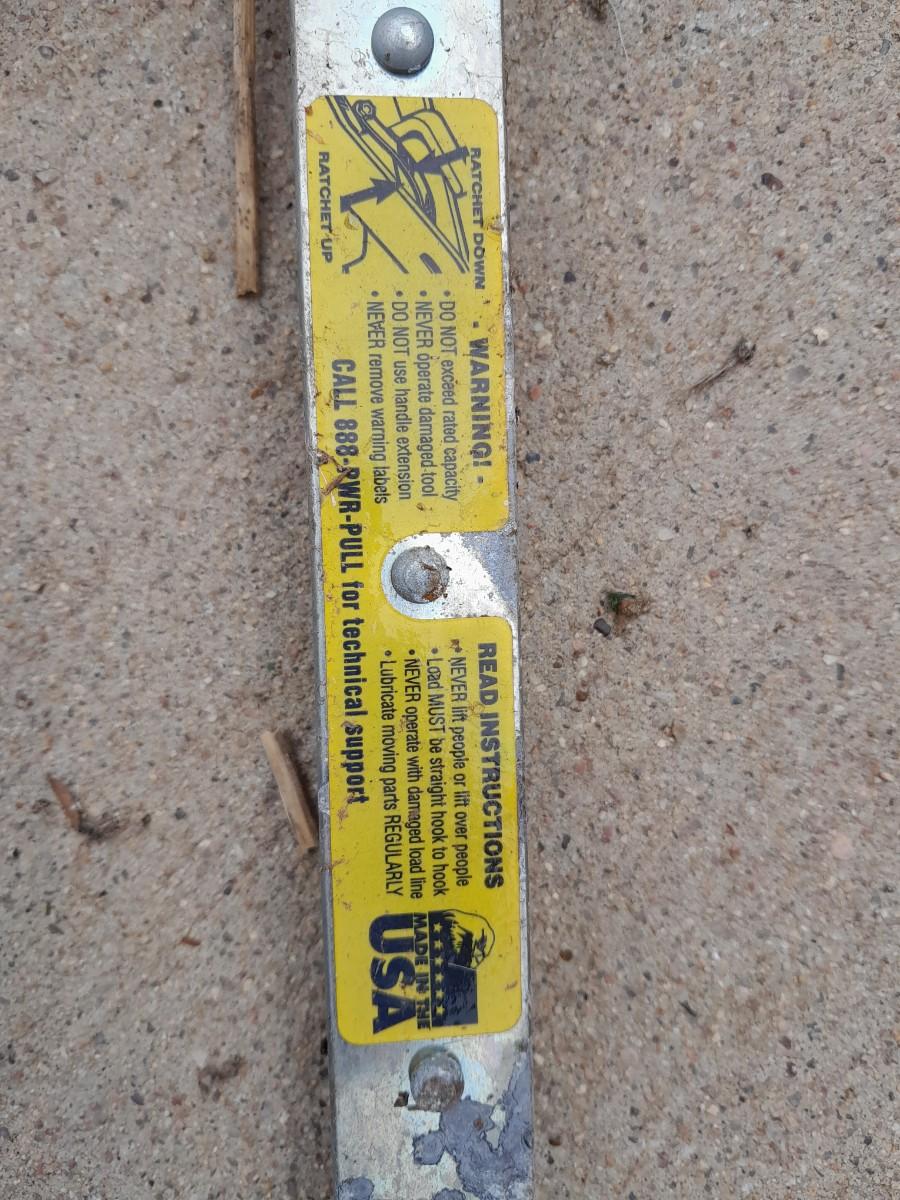 RATCHET DOWN
RATCHET UP
- WARNING! -
• DO NOT exceed rated capacity
• NEVER operate damaged tool
• DO NOT use handle extension
• NEVER remove warning labels
CALL 888-PWR-PULL for technical support
READ INSTRUCTIONS
• NEVER lift people or lift over people
• Load MUST be straight hook to hook
• NEVER operate with damaged load line
• Lubricate moving parts REGULARLY
MADE IN THE
USA